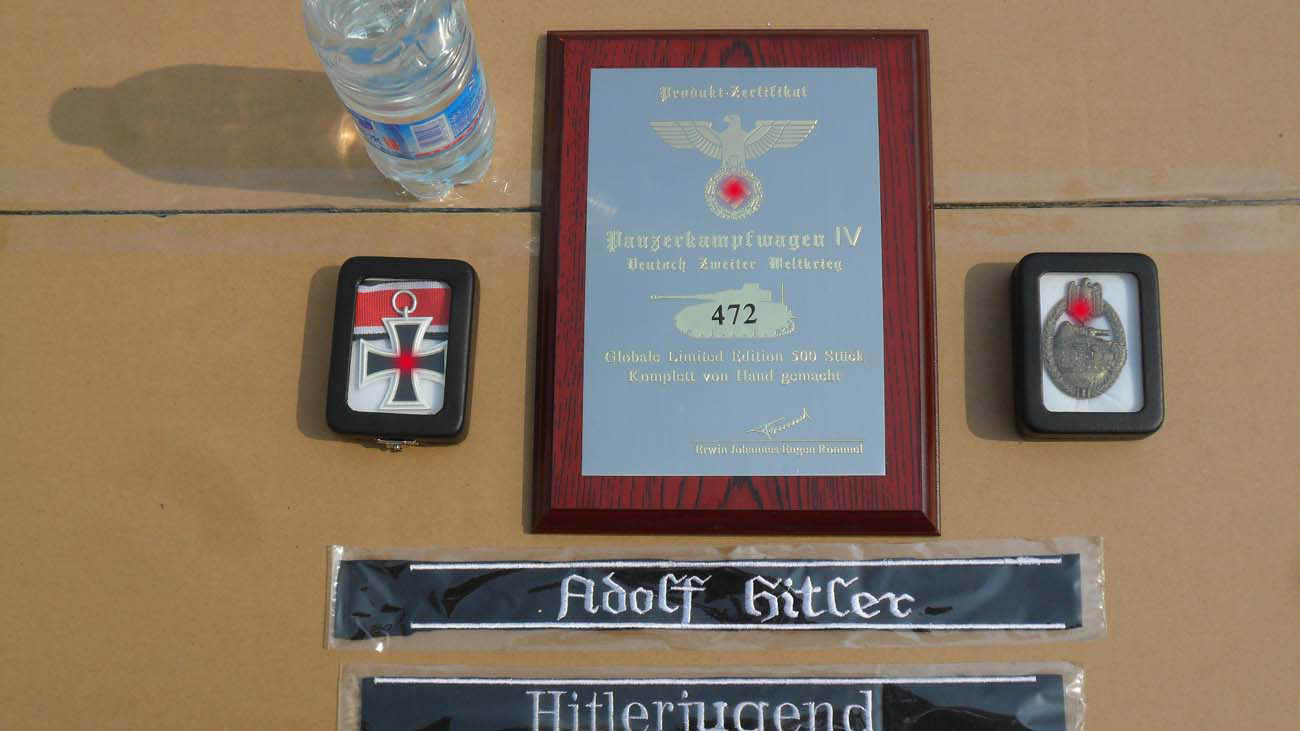 Produkt-Zertifikat
Panzerkampfwagen IV
Deutsch Zweiter Weltkrieg
472
Globale Limited Edition 500 Stück
Komplett von Hand gemacht
Erwin Johannes Eugen Rommel
Adolf Hitler
Hitlerjugend